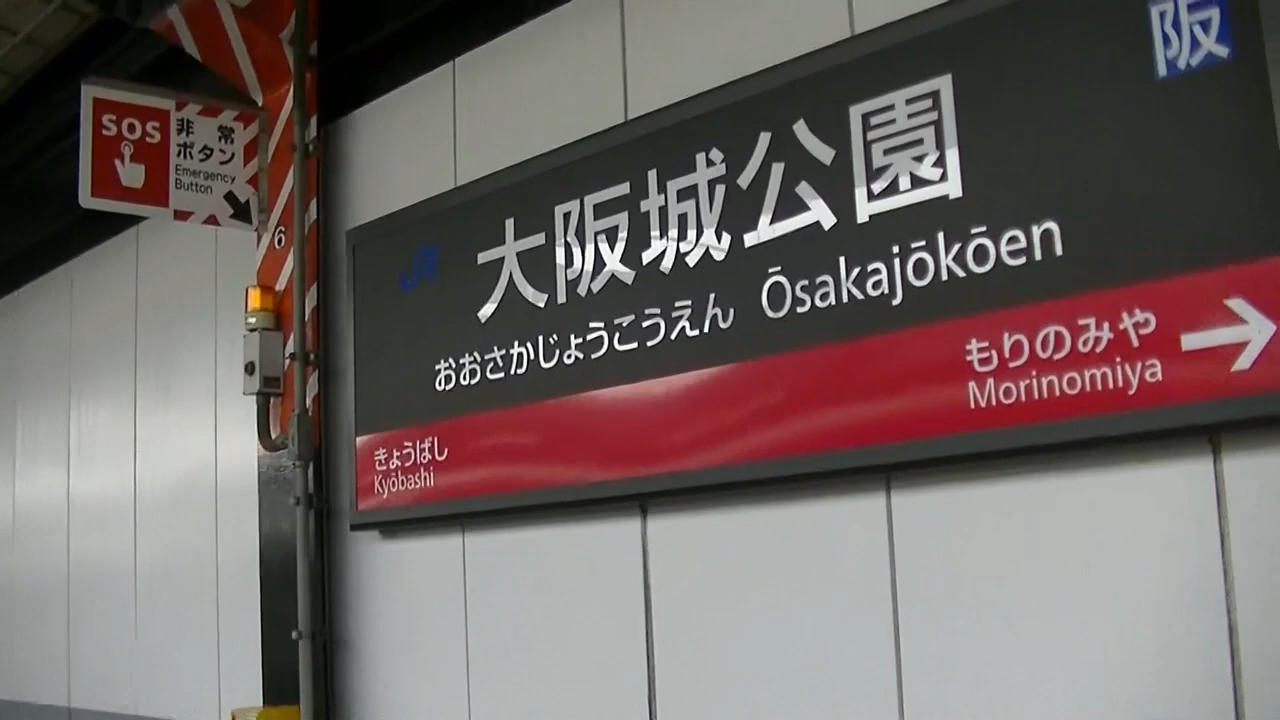 SOS
非常
ボタン
Emergency
Button
6
阪
JR
大阪城公園
おおさかじょうこうえん Ōsakajōkōen
もりのみや
Morinomiya
きょうばし
Kyōbashi